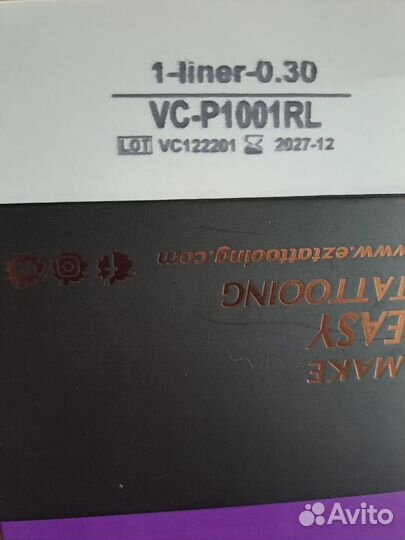 1-liner-0.30
VC-P1001RL
LOT VC122201 2027-12
MAKE
EASY
TATTOOING
www.eztattooing.com
Avito